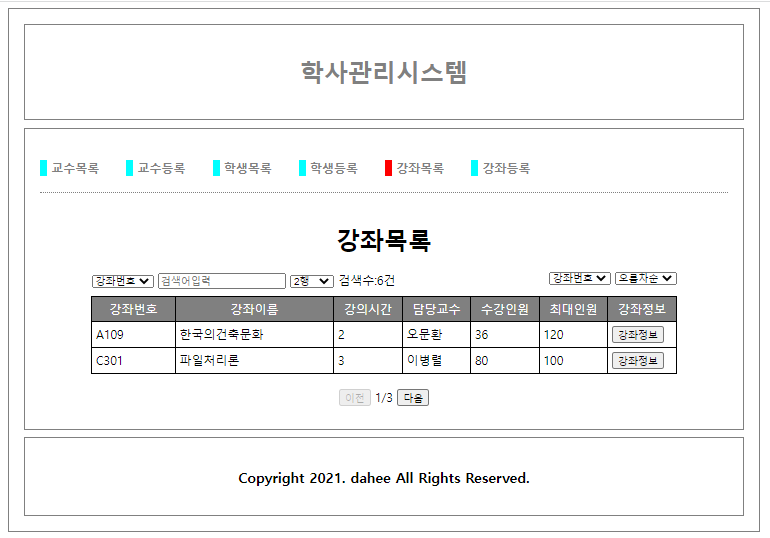 학사관리시스템
교수목록 교수등록 학생목록 학생등록 강좌목록 강좌등록
강좌목록
강좌번호 검색어입력 2행 검색수:6건 강좌번호 오름차순
강좌번호 강좌이름 강의시간 담당교수 수강인원 최대인원 강좌정보
A109 한국의건축문화 2 오문환 36 120 강좌정보
C301 파일처리론 3 이병렬 80 100 강좌정보
이전 1/3 다음
Copyright 2021. dahee All Rights Reserved.